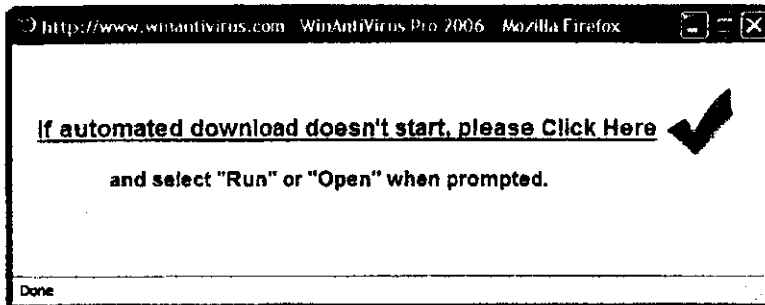 http://www.winantivirus.com - WinAntiVirus Pro 2006 - Mozilla Firefox
If automated download doesn't start, please Click Here
and select "Run" or "Open" when prompted.
Done